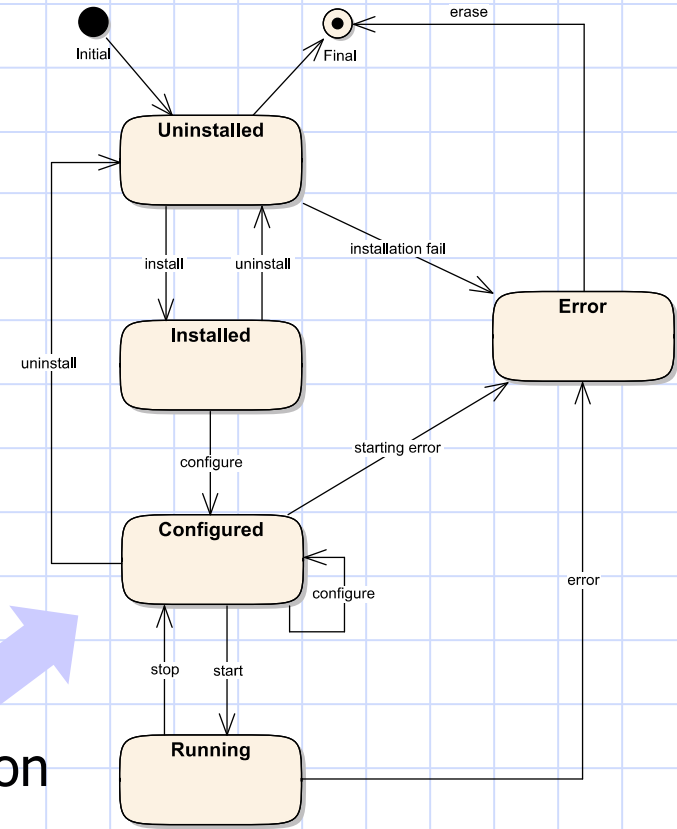 erase
Initial
Final
Uninstalled
installation fail
install
uninstall
Error
Installed
uninstall
starting error
configure
Configured
error
configure
stop
start
Running
on